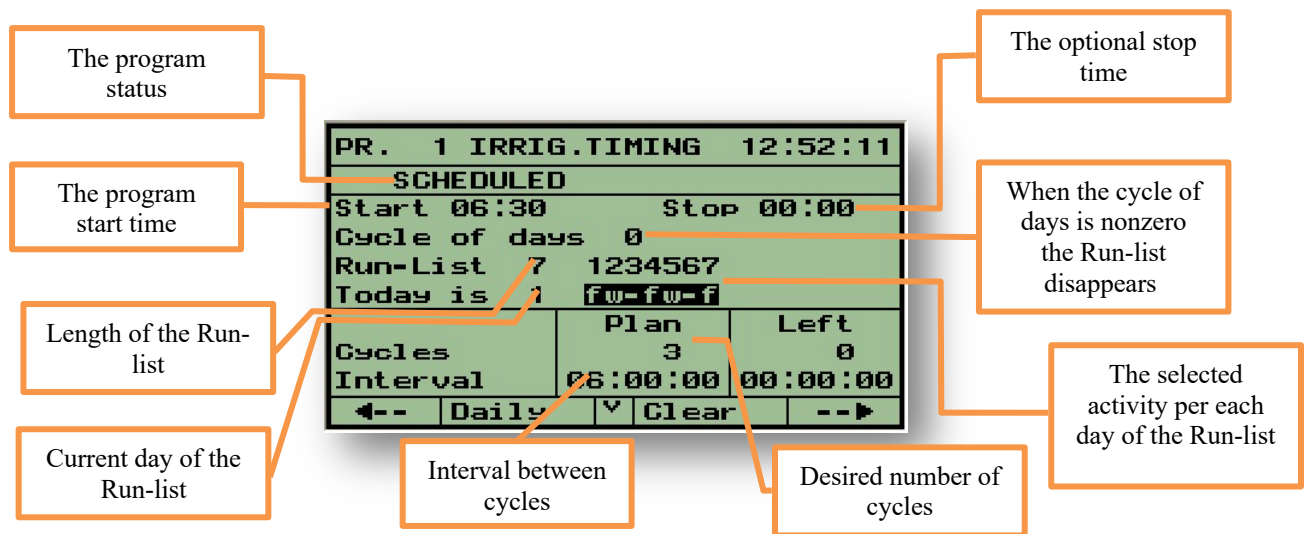 The program
status
The optional stop
time
PR. 1 IRRIG.TIMING 12:52:11
SCHEDULED
The program
start time
Start 06:30 Stop 00:00
Cycle of days 0
Run-List 7 1234567
Today is 1 fw-fw-f
When the cycle of
days is nonzero
the Run-list
disappears
Length of the Run-
list
Plan Left
Cycles 3 0
Interval 06:00:00 00:00:00
◄-- Daily v Clear --►
The selected
activity per each
day of the Run-list
Current day of the
Run-list
Interval between
cycles
Desired number of
cycles